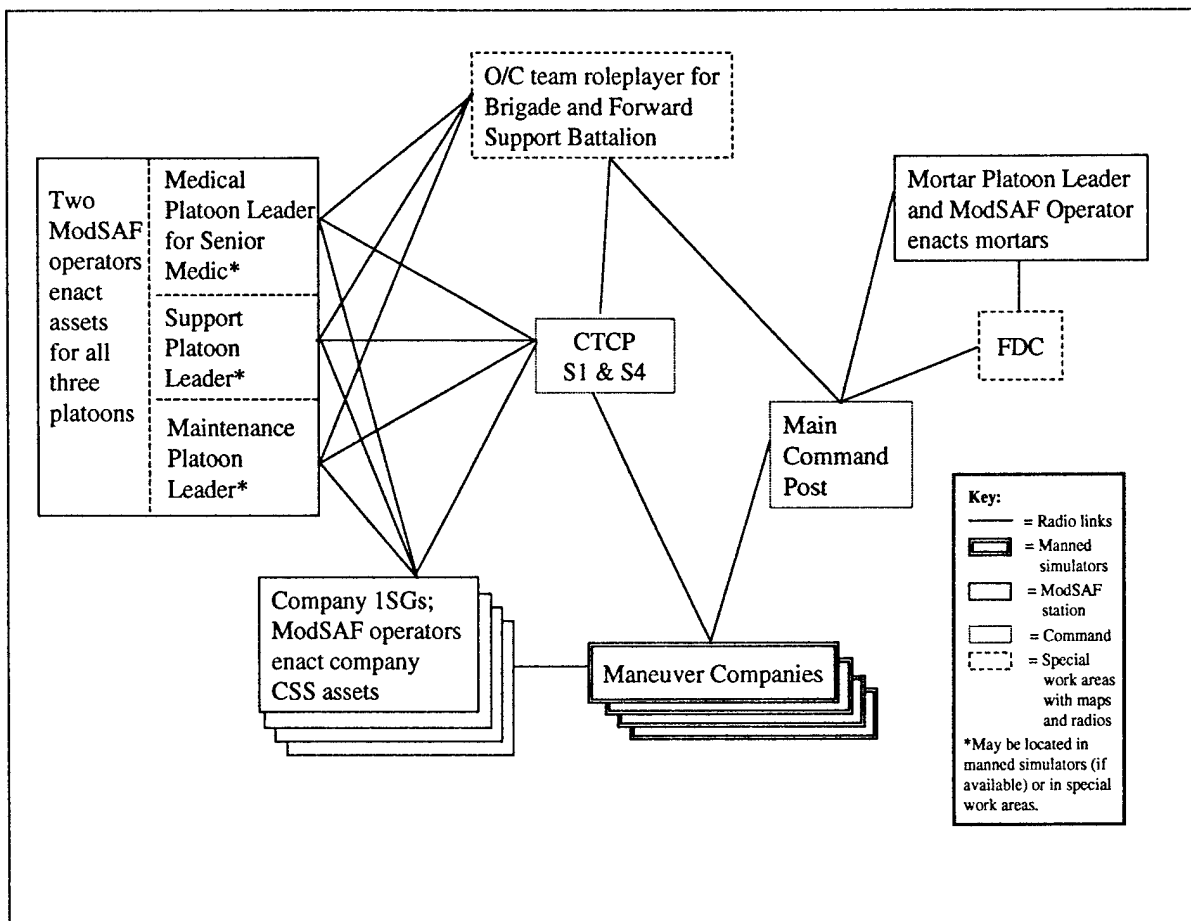 O/C team roleplayer for
Brigade and Forward
Support Battalion
Two
ModSAF
operators
enact
assets
for all
three
platoons
Medical
Platoon Leader
for Senior
Medic*
Support
Platoon
Leader*
Maintenance
Platoon
Leader*
CTCP
S1 & S4
Mortar Platoon Leader
and ModSAF Operator
enacts mortars
FDC
Main
Command
Post
Company 1SGs;
ModSAF operators
enact company
CSS assets
Maneuver Companies
Key:
= Radio links
= Manned
simulators
= ModSAF
station
= Command
= Special
work areas
with maps
and radios
*May be located in
manned simulators (if
available) or in special
work areas.